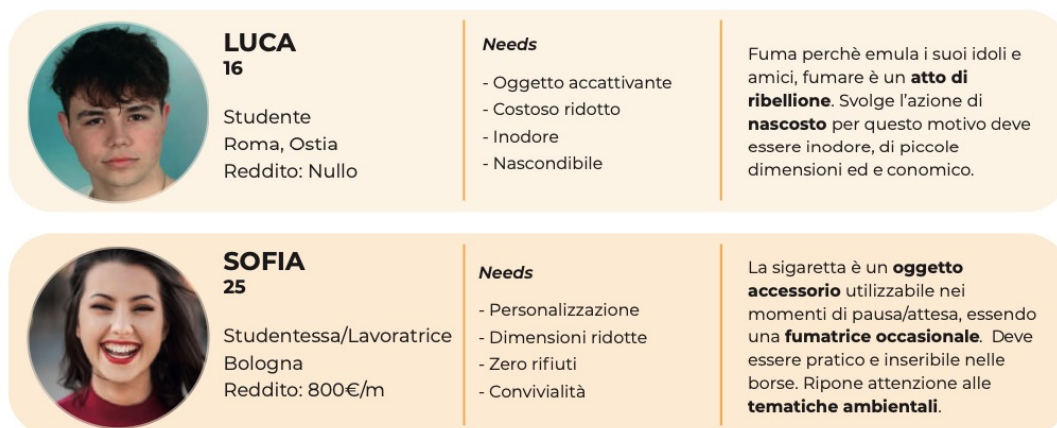 LUCA
16
Studente
Roma, Ostia
Reddito: Nullo
Needs
- Oggetto accattivante
- Costoso ridotto
- Inodore
- Nascondibile
Fuma perchè emula i suoi idoli e
amici, fumare è un atto di
ribellione. Svolge l'azione di
nascosto per questo motivo deve
essere inodore, di piccole
dimensioni ed e conomico.
SOFIA
25
Studentessa/Lavoratrice
Bologna
Reddito: 800€/m
Needs
- Personalizzazione
- Dimensioni ridotte
- Zero rifiuti
- Convivialità
La sigaretta è un oggetto
accessorio utilizzabile nei
momenti di pausa/attesa, essendo
una fumatrice occasionale. Deve
essere pratico e inseribile nelle
borse. Ripone attenzione alle
tematiche ambientali.